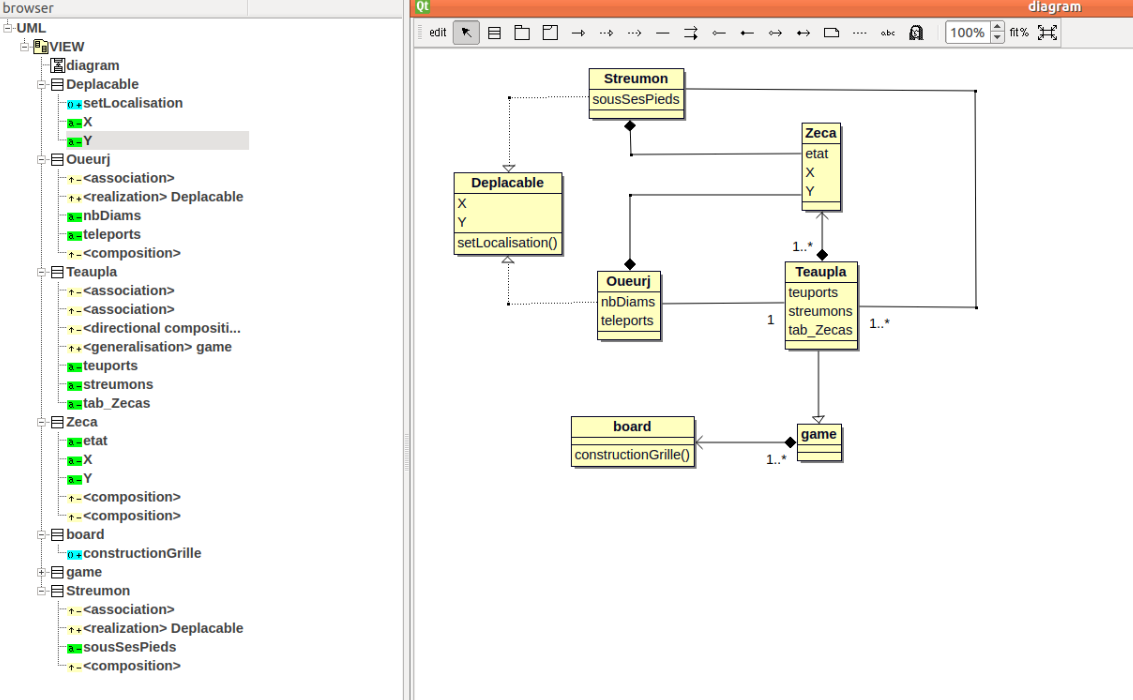 browser
UML
VIEW
diagram
Deplacable
setLocalisation
X
Y
Oueurj
<association>
<realization> Deplacable
nbDiams
teleports
<composition>
Teaupla
<association>
<association>
<directional compositi...
<generalisation> game
teuports
streumons
tab_Zecas
Zeca
etat
X
Y
<composition>
<composition>
board
constructionGrille
game
Streumon
<association>
<realization> Deplacable
sousSesPieds
<composition>
Qt
diagram
edit
abc
100%
fit%
Streumon
sousSesPieds
Zeca
etat
X
Y
Deplacable
X
Y
setLocalisation()
1..*
Oueurj
nbDiams
teleports
1
Teaupla
teuports
streumons
tab_Zecas
1..*
board
constructionGrille()
1..*
game